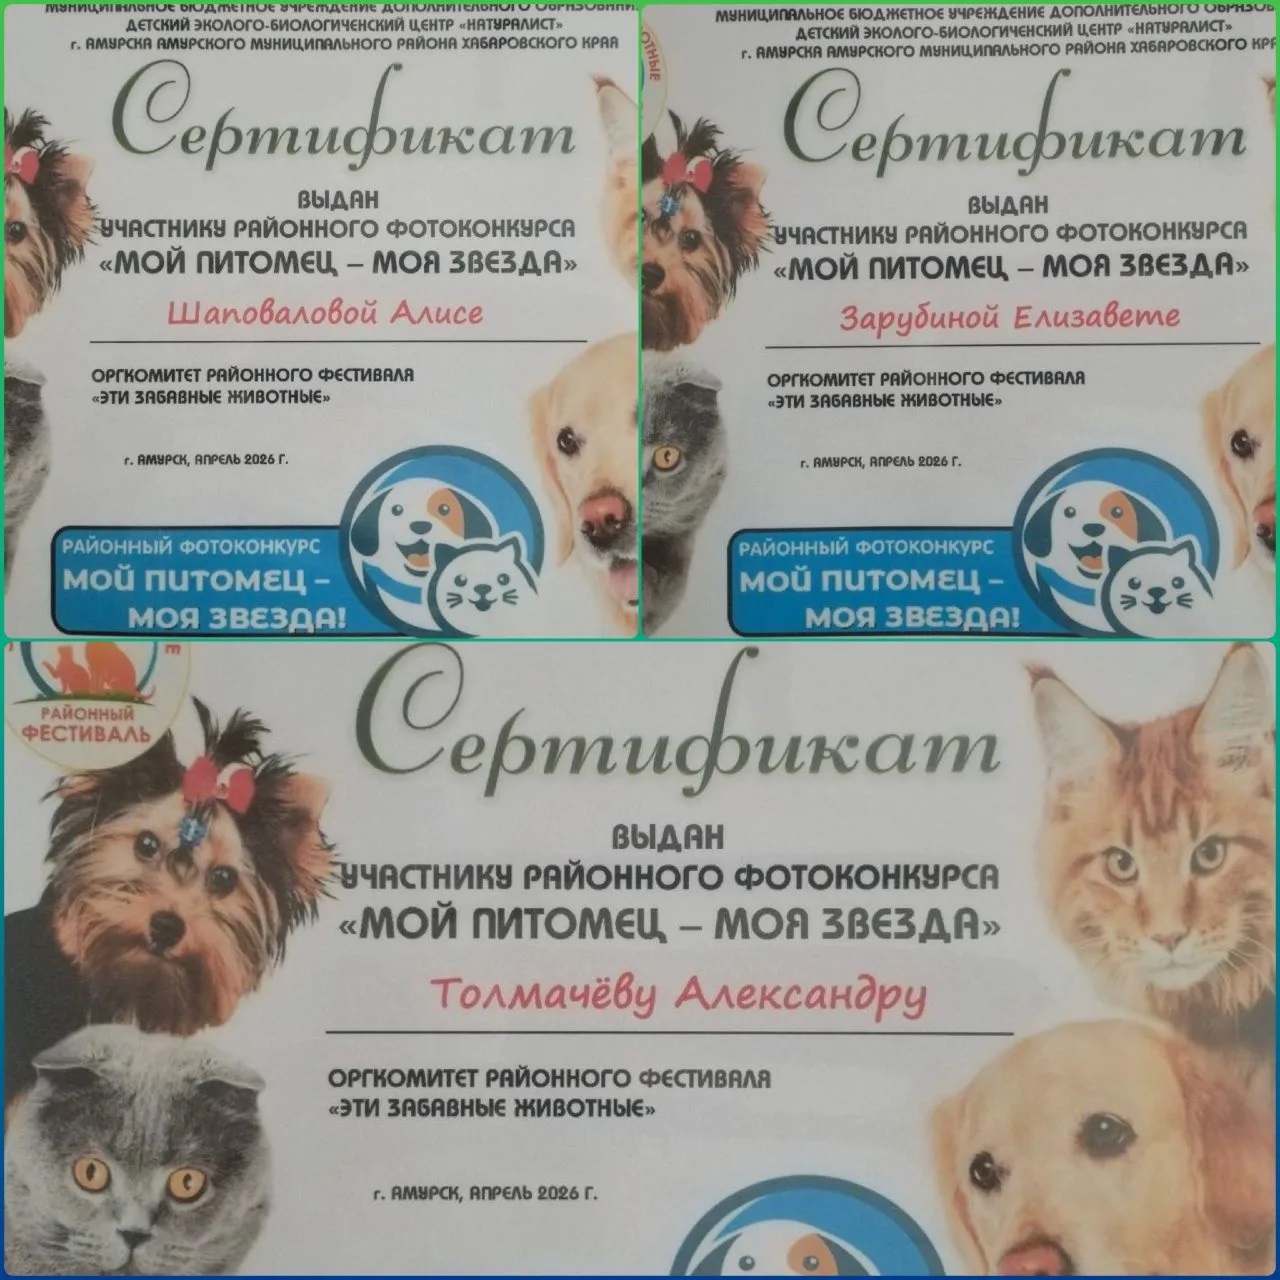 МУНИЦИПАЛЬНОЕ БЮДЖЕТНОЕ УЧРЕЖДЕНИЕ ДОПОЛНИТЕЛЬНОГО
ДЕТСКИЙ ЭКОЛОГО-БИОЛОГИЧЕНСКИЙ ЦЕНТР «НАТУРАЛИСТ»
г. АМУРСКА АМУРСКОГО МУНИЦИПАЛЬНОГО РАЙОНА ХАБАРОВСКОГО КРАЯ
Сертификат
ВЫДАН
УЧАСТНИКУ РАЙОННОГО ФОТОКОНКУРСА
«МОЙ ПИТОМЕЦ – МОЯ ЗВЕЗДА»
Шаповаловой Алисе
ОРГКОМИТЕТ РАЙОННОГО ФЕСТИВАЛЯ
«ЭТИ ЗАБАВНЫЕ ЖИВОТНЫЕ»
г. АМУРСК, АПРЕЛЬ 2026 Г.
РАЙОННЫЙ ФОТОКОНКУРС
МОЙ ПИТОМЕЦ –
МОЯ ЗВЕЗДА!
МУНИЦИПАЛЬНОЕ БЮДЖЕТНОЕ УЧРЕЖДЕНИЕ ДОПОЛНИТЕЛЬНОГО
ДЕТСКИЙ ЭКОЛОГО-БИОЛОГИЧЕНСКИЙ ЦЕНТР «НАТУРАЛИСТ»
г. АМУРСКА АМУРСКОГО МУНИЦИПАЛЬНОГО РАЙОНА ХАБАРОВСКОГО
Сертификат
ВЫДАН
УЧАСТНИКУ РАЙОННОГО ФОТОКОНКУРСА
«МОЙ ПИТОМЕЦ – МОЯ ЗВЕЗДА»
Зарубиной Елизавете
ОРГКОМИТЕТ РАЙОННОГО ФЕСТИВАЛЯ
«ЭТИ ЗАБАВНЫЕ ЖИВОТНЫЕ»
г. АМУРСК, АПРЕЛЬ 2026 Г.
РАЙОННЫЙ ФОТОКОНКУРС
МОЙ ПИТОМЕЦ –
МОЯ ЗВЕЗДА!
РАЙОННЫЙ
ФЕСТИВАЛЬ
Сертификат
ВЫДАН
УЧАСТНИКУ РАЙОННОГО ФОТОКОНКУРСА
«МОЙ ПИТОМЕЦ – МОЯ ЗВЕЗДА»
Толмачёву Александру
ОРГКОМИТЕТ РАЙОННОГО ФЕСТИВАЛЯ
«ЭТИ ЗАБАВНЫЕ ЖИВОТНЫЕ»
г. АМУРСК, АПРЕЛЬ 2026 Г.